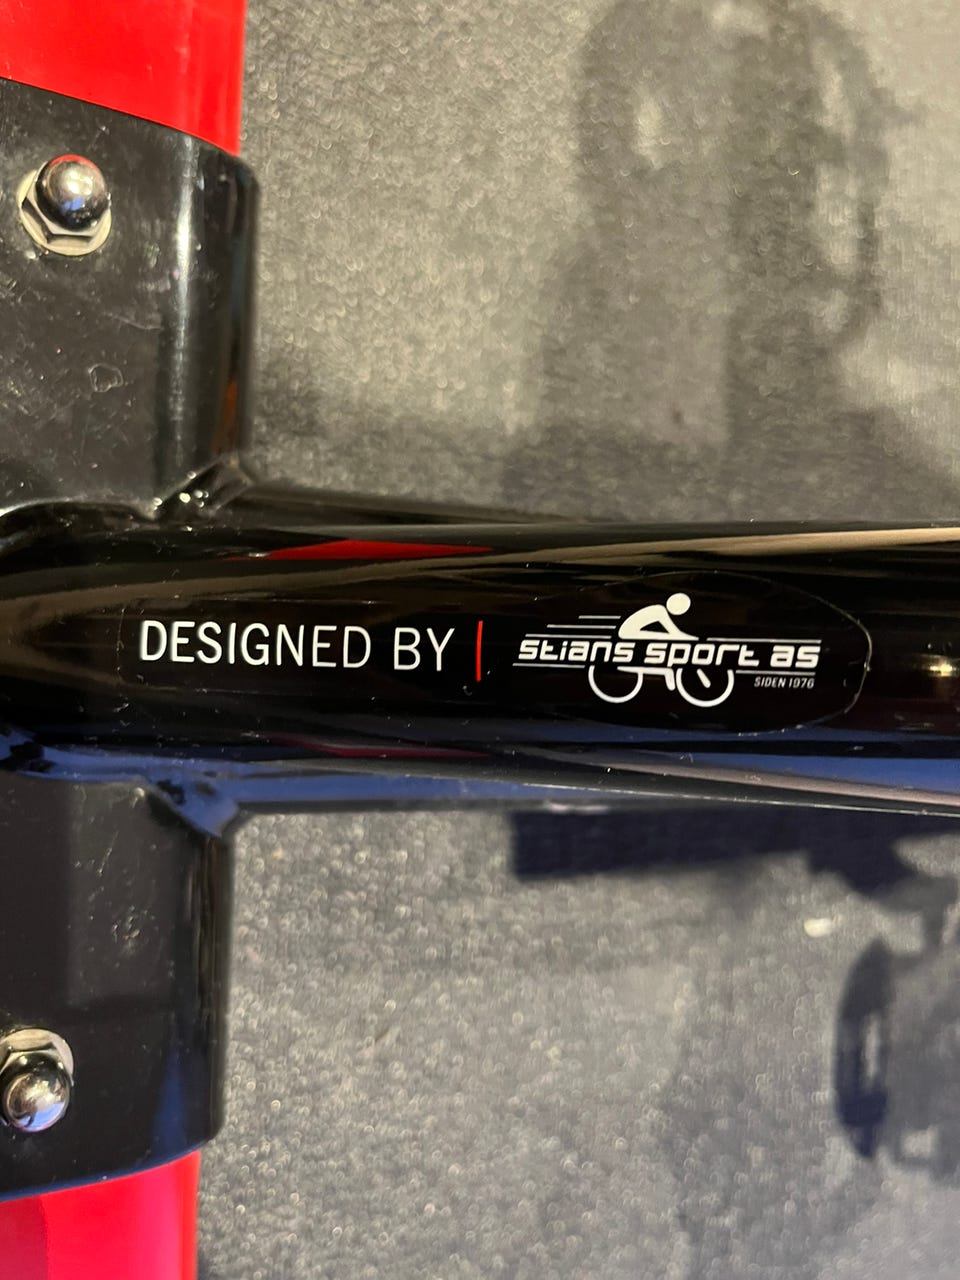 DESIGNED BY | stians sport as
SIDEN 1976